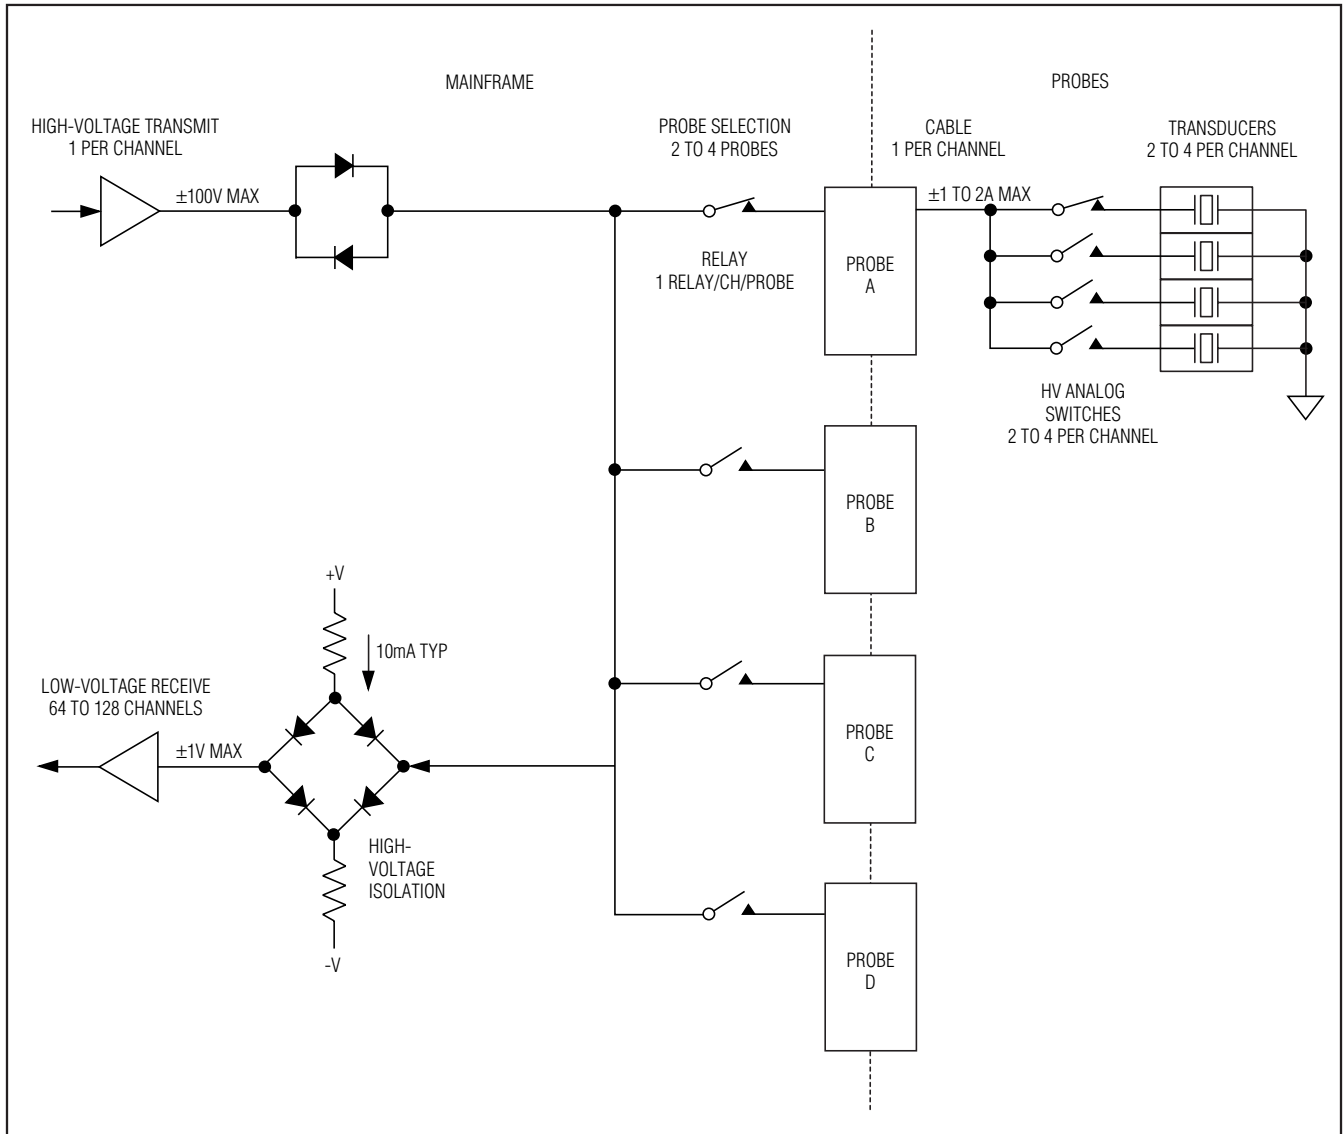 MAINFRAME
PROBES
HIGH-VOLTAGE TRANSMIT
1 PER CHANNEL
±100V MAX
PROBE SELECTION
2 TO 4 PROBES
CABLE
1 PER CHANNEL
TRANSDUCERS
2 TO 4 PER CHANNEL
±1 TO 2A MAX
RELAY
1 RELAY/CH/PROBE
PROBE
A
HV ANALOG
SWITCHES
2 TO 4 PER CHANNEL
PROBE
B
+V
10mA TYP
LOW-VOLTAGE RECEIVE
64 TO 128 CHANNELS
±1V MAX
PROBE
C
HIGH-
VOLTAGE
ISOLATION
-V
PROBE
D